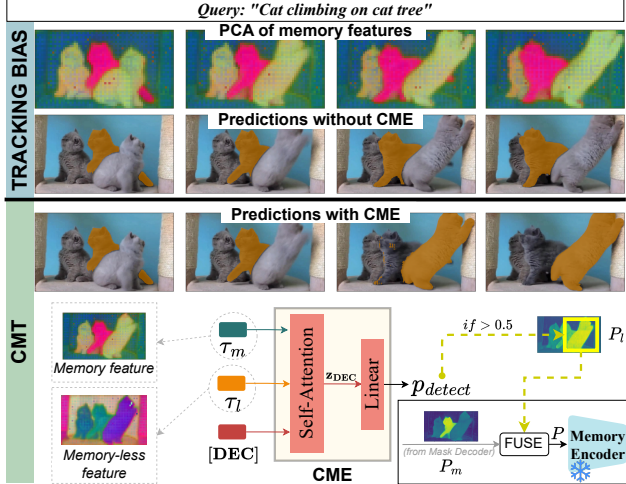 Query: "Cat climbing on cat tree"
TRACKING BIAS
PCA of memory features
Predictions without CME
CMT
Predictions with CME
Memory feature
Memory-less
feature
τm
τl
[DEC]
Self-Attention
zDEC
Linear
CME
pdetect
if > 0.5
Pl
(from Mask Decoder)
Pm
FUSE
P
Memory
Encoder